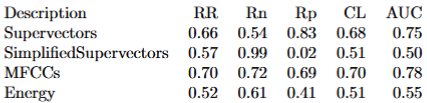 Description RR Rn Rp CL AUC
Supervectors 0.66 0.54 0.83 0.68 0.75
SimplifiedSupervectors 0.57 0.99 0.02 0.51 0.50
MFCCs 0.70 0.72 0.69 0.70 0.78
Energy 0.52 0.61 0.41 0.51 0.55